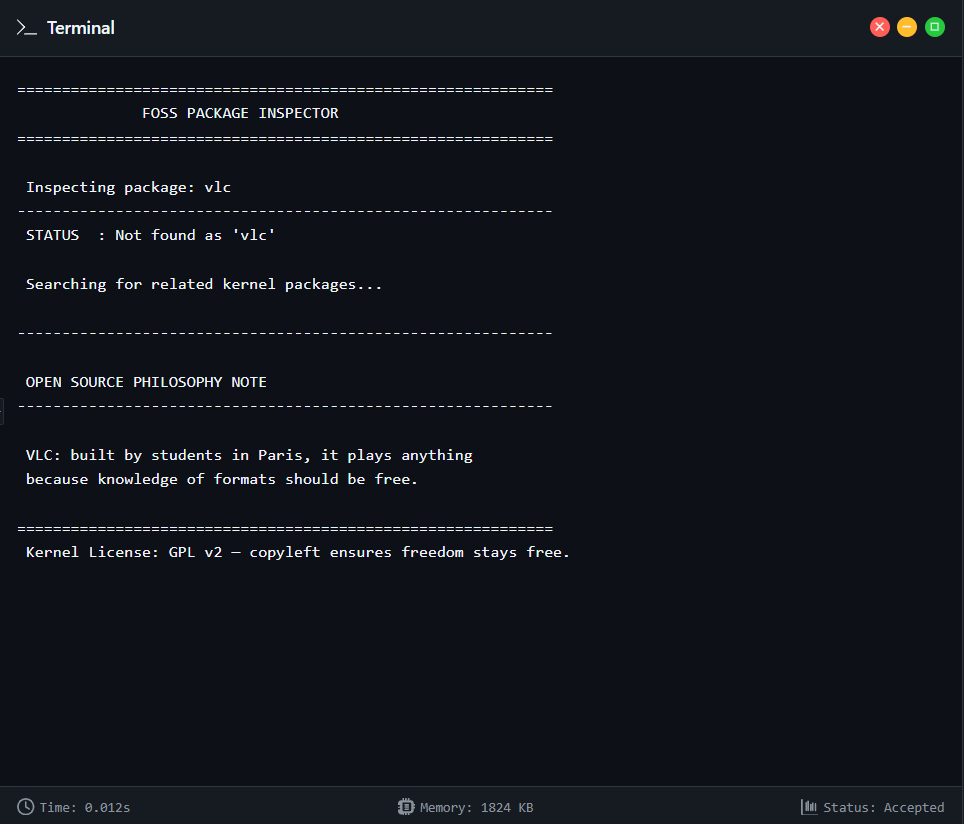 Terminal
============================================================
FOSS PACKAGE INSPECTOR
============================================================
Inspecting package: vlc
------------------------------------------------------------
STATUS  : Not found as 'vlc'
Searching for related kernel packages...
------------------------------------------------------------
OPEN SOURCE PHILOSOPHY NOTE
------------------------------------------------------------
VLC: built by students in Paris, it plays anything
because knowledge of formats should be free.
============================================================
Kernel License: GPL v2 — copyleft ensures freedom stays free.
Time: 0.012s
Memory: 1824 KB
Status: Accepted